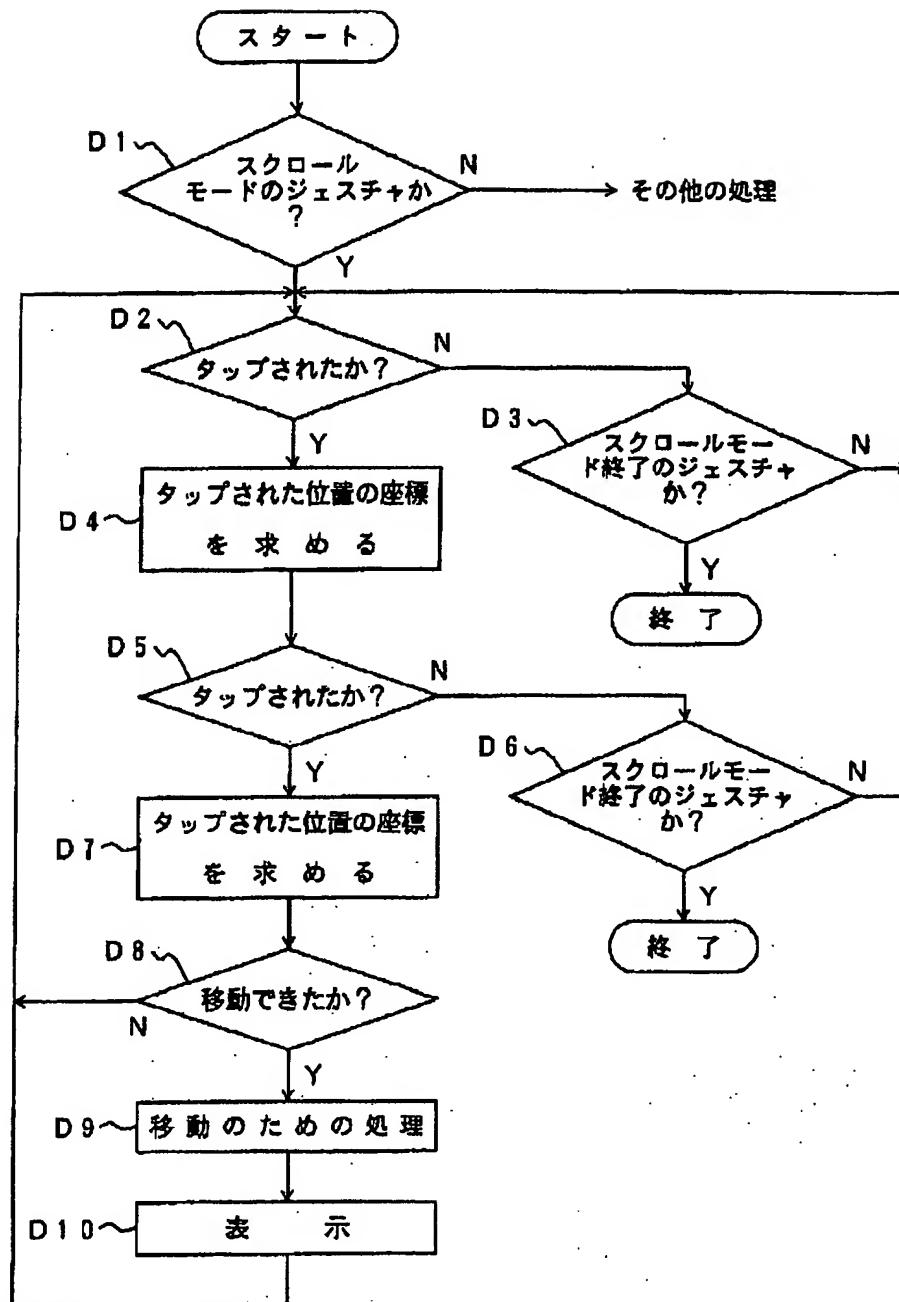 スタート
D1
スクロール
モードのジェスチャか
?
N
その他の処理
Y
D2
タップされたか?
N
Y
D3
スクロールモー
ド終了のジェスチャ
か?
N
Y
終了
D4
タップされた位置の座標
を求める
D5
タップされたか?
N
Y
D6
スクロールモー
ド終了のジェスチャ
か?
N
Y
終了
D7
タップされた位置の座標
を求める
D8
移動できたか?
N
Y
D9
移動のための処理
D10
表示